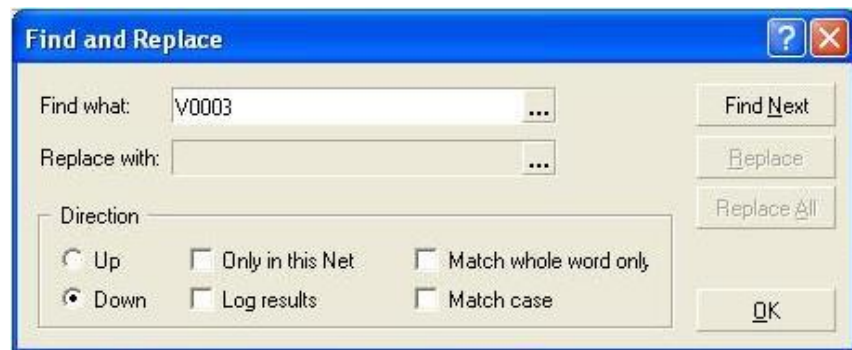 Find and Replace
Find what: V0003 ... Find Next
Replace with: ... Replace
Replace All
Direction
Up Only in this Net Match whole word only
Down Log results Match case
OK